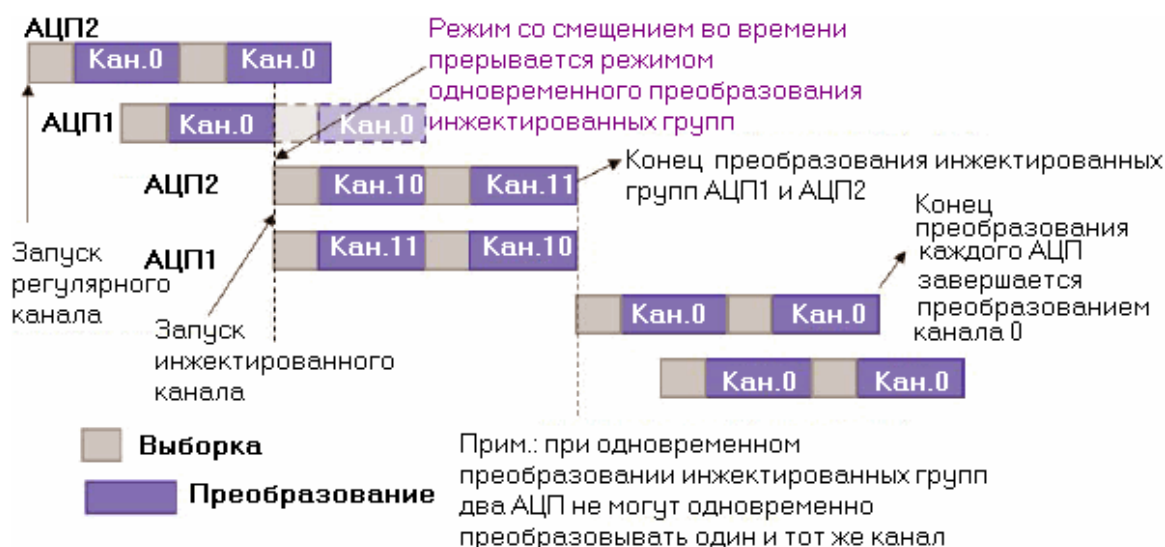 АЦП2
Кан.0 Кан.0
Режим со смещением во времени
прерывается режимом
одновременного преобразования
инжектированных групп
АЦП1 Кан.0 Кан.0
АЦП2 Кан.10 Кан.11
Конец преобразования инжектированных
групп АЦП1 и АЦП2
АЦП1 Кан.11 Кан.10
Запуск
регулярного
канала
Запуск
инжектированного
канала
Конец
преобразования
каждого АЦП
завершается
преобразованием
канала 0
Кан.0 Кан.0
Кан.0 Кан.0
Выборка
Преобразование
Прим.: при одновременном
преобразовании инжектированных групп
два АЦП не могут одновременно
преобразовывать один и тот же канал